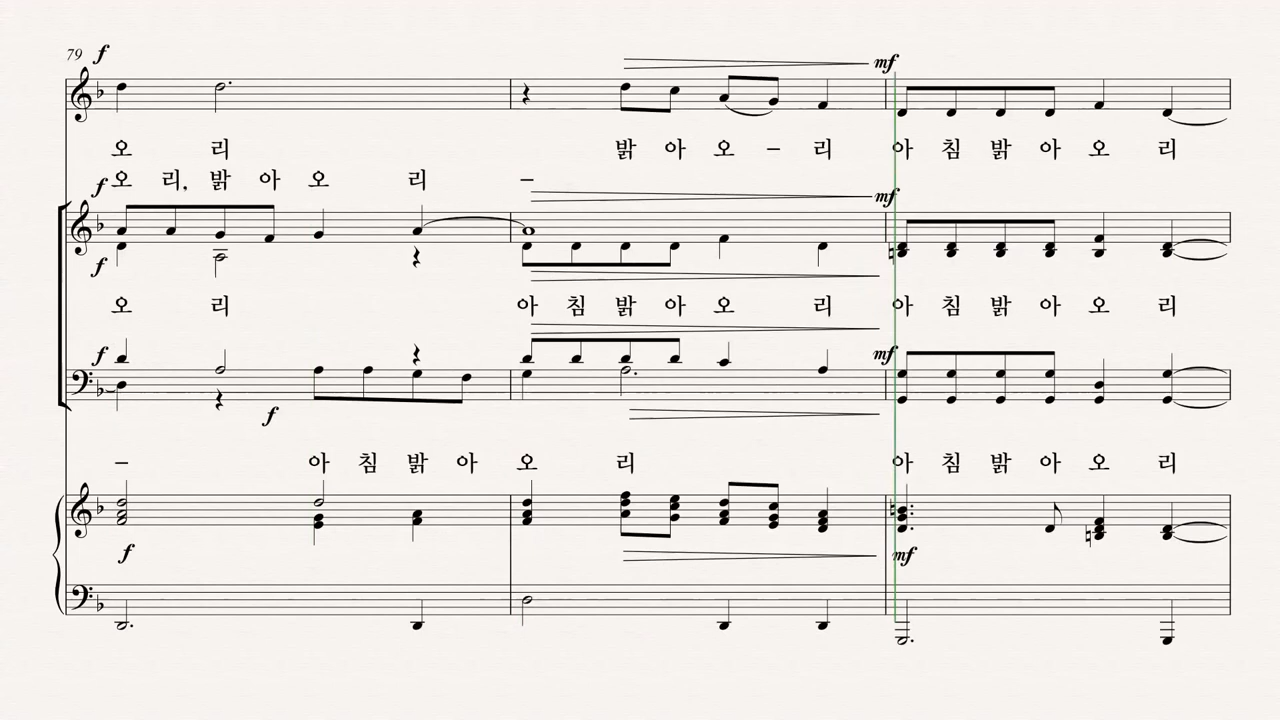 79 f
mf
오 리 밝 아 오 – 리 아 침 밝 아 오 리
f 오 리, 밝 아 오 리 –
mf
f
오 리 아 침 밝 아 오 리 아 침 밝 아 오 리
f mf
f
– 아 침 밝 아 오 리 아 침 밝 아 오 리
f mf